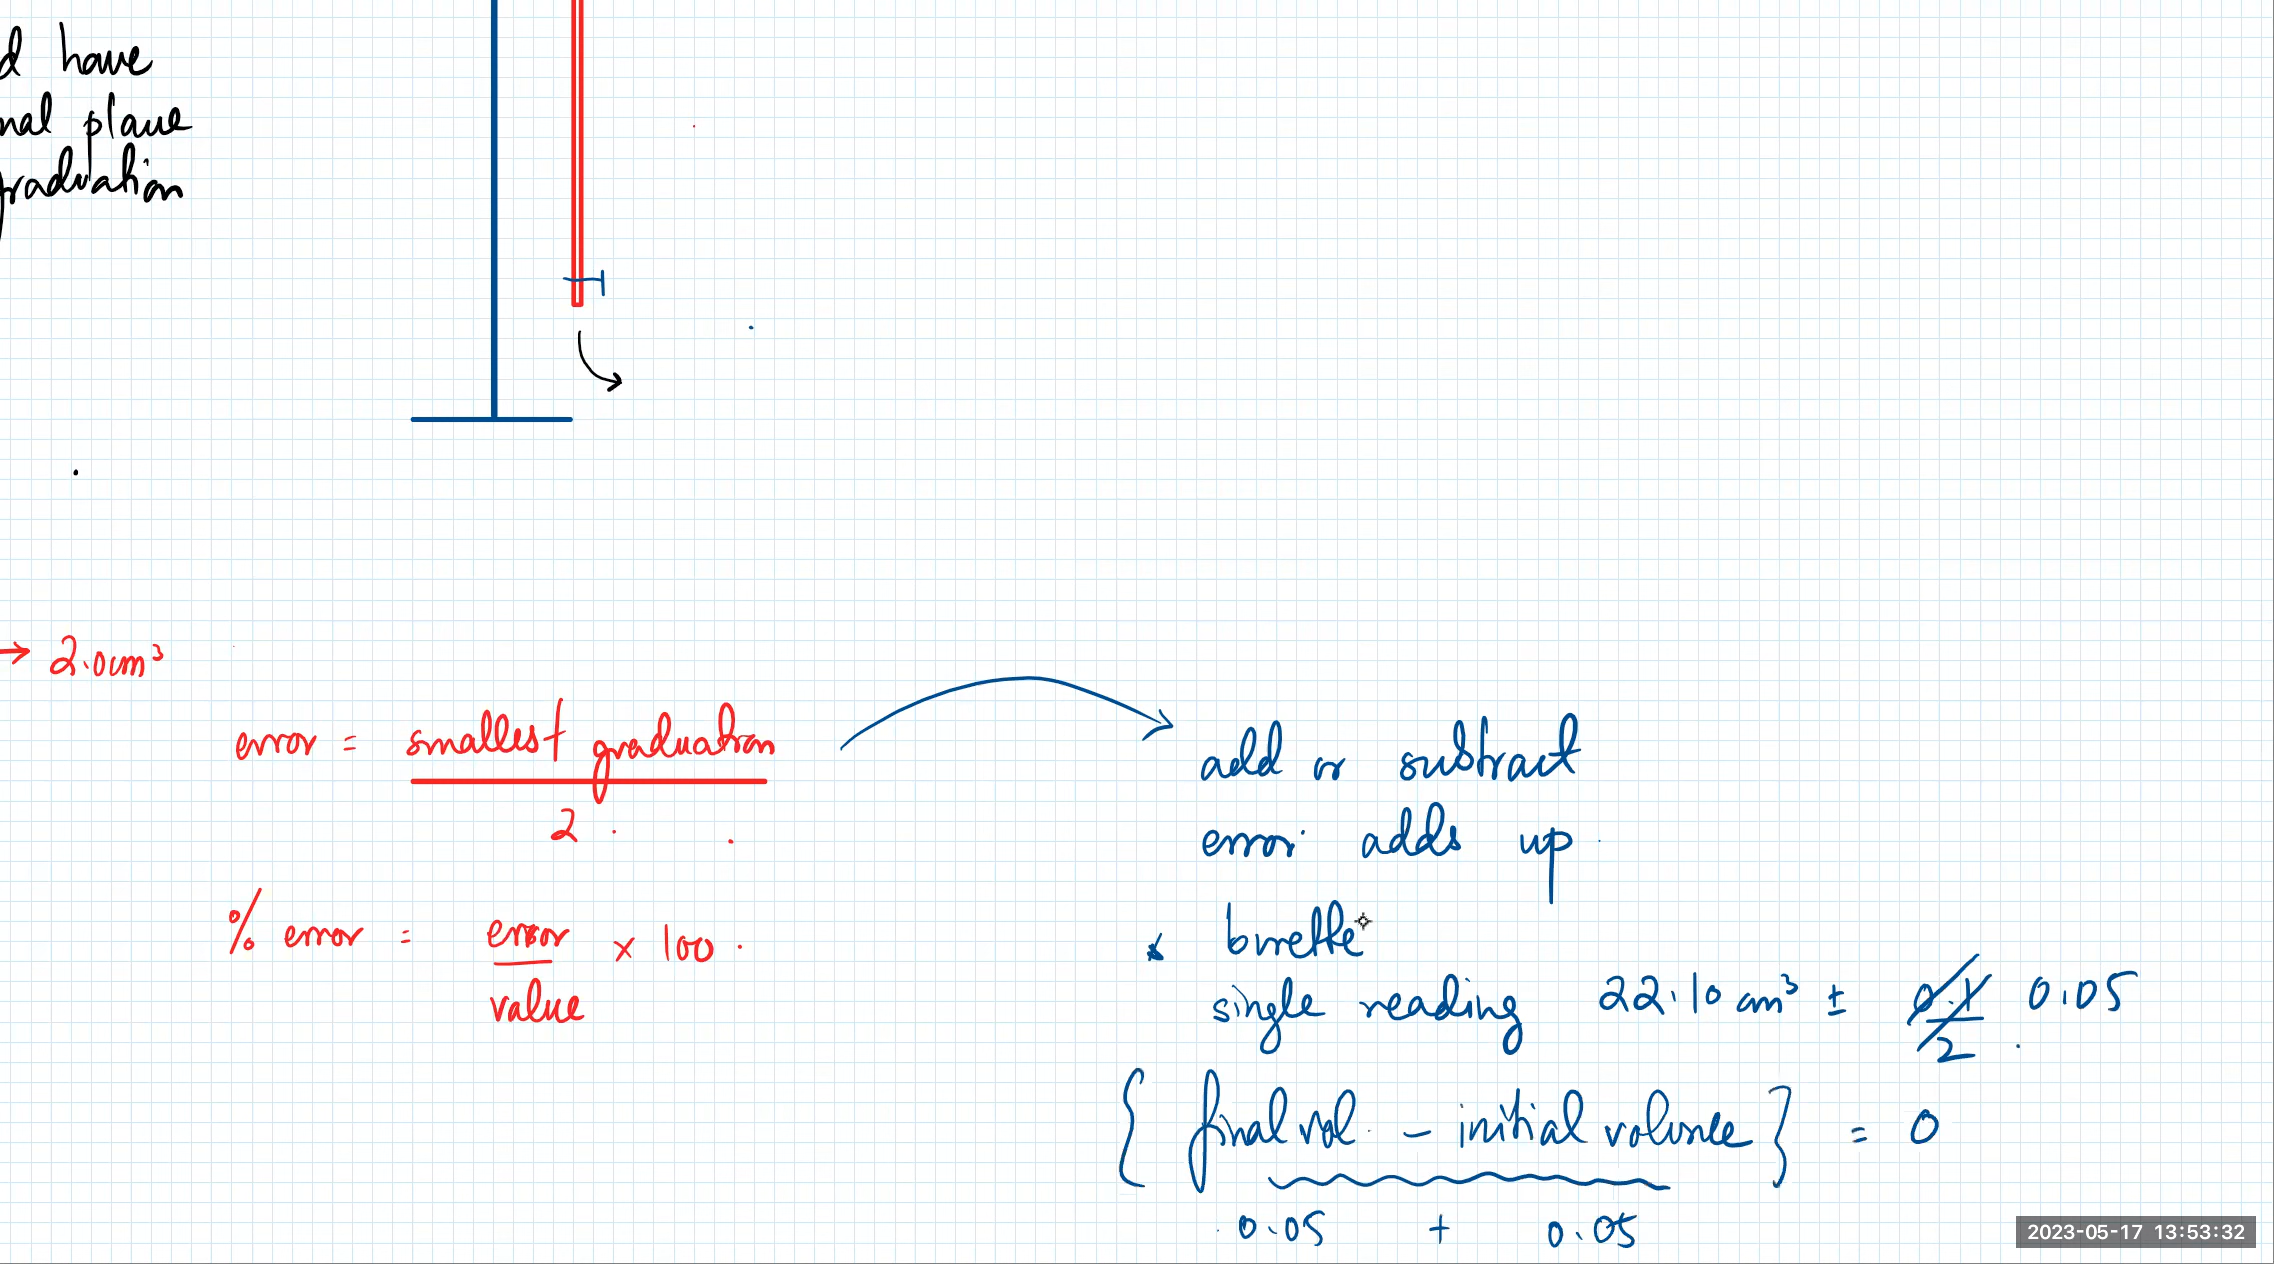 d have
nal plane
graduation
→ 2.0cm³
error = smallest graduation
2
% error = error × 100
value
add or subtract
error adds up
* burette
single reading 22.10 cm³ ± 0.1/2 0.05
{ final vol - initial volume } = 0
0.05 + 0.05
2023-05-17 13:53:32